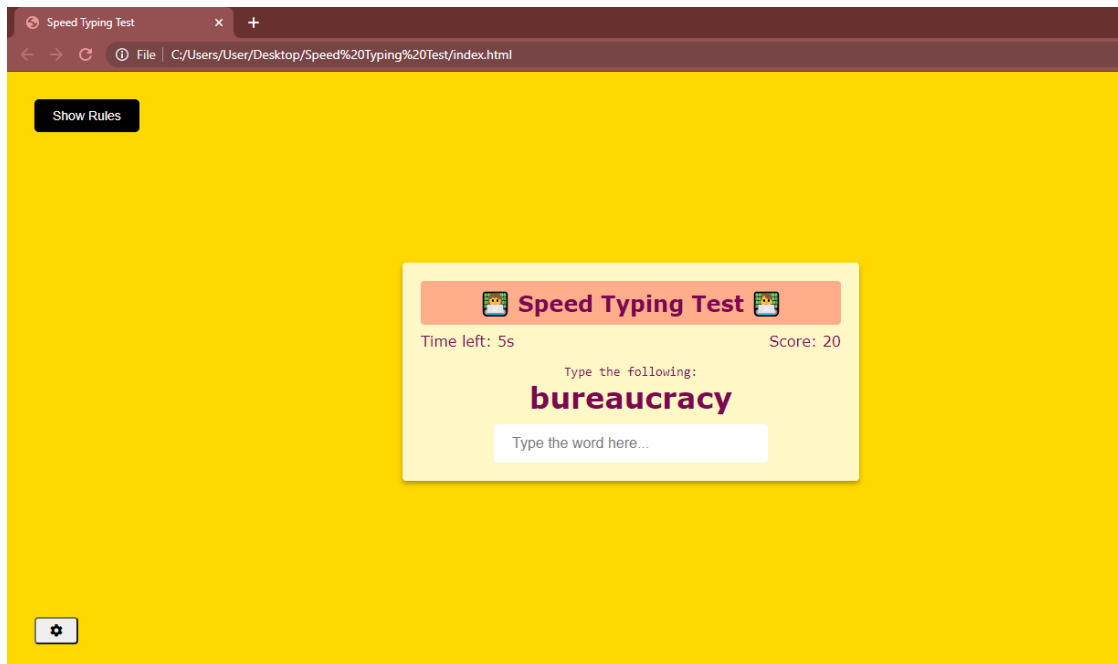 Speed Typing Test
File C:/Users/User/Desktop/Speed%20Typing%20Test/index.html
Show Rules
Speed Typing Test
Time left: 5s Score: 20
Type the following:
bureaucracy
Type the word here...